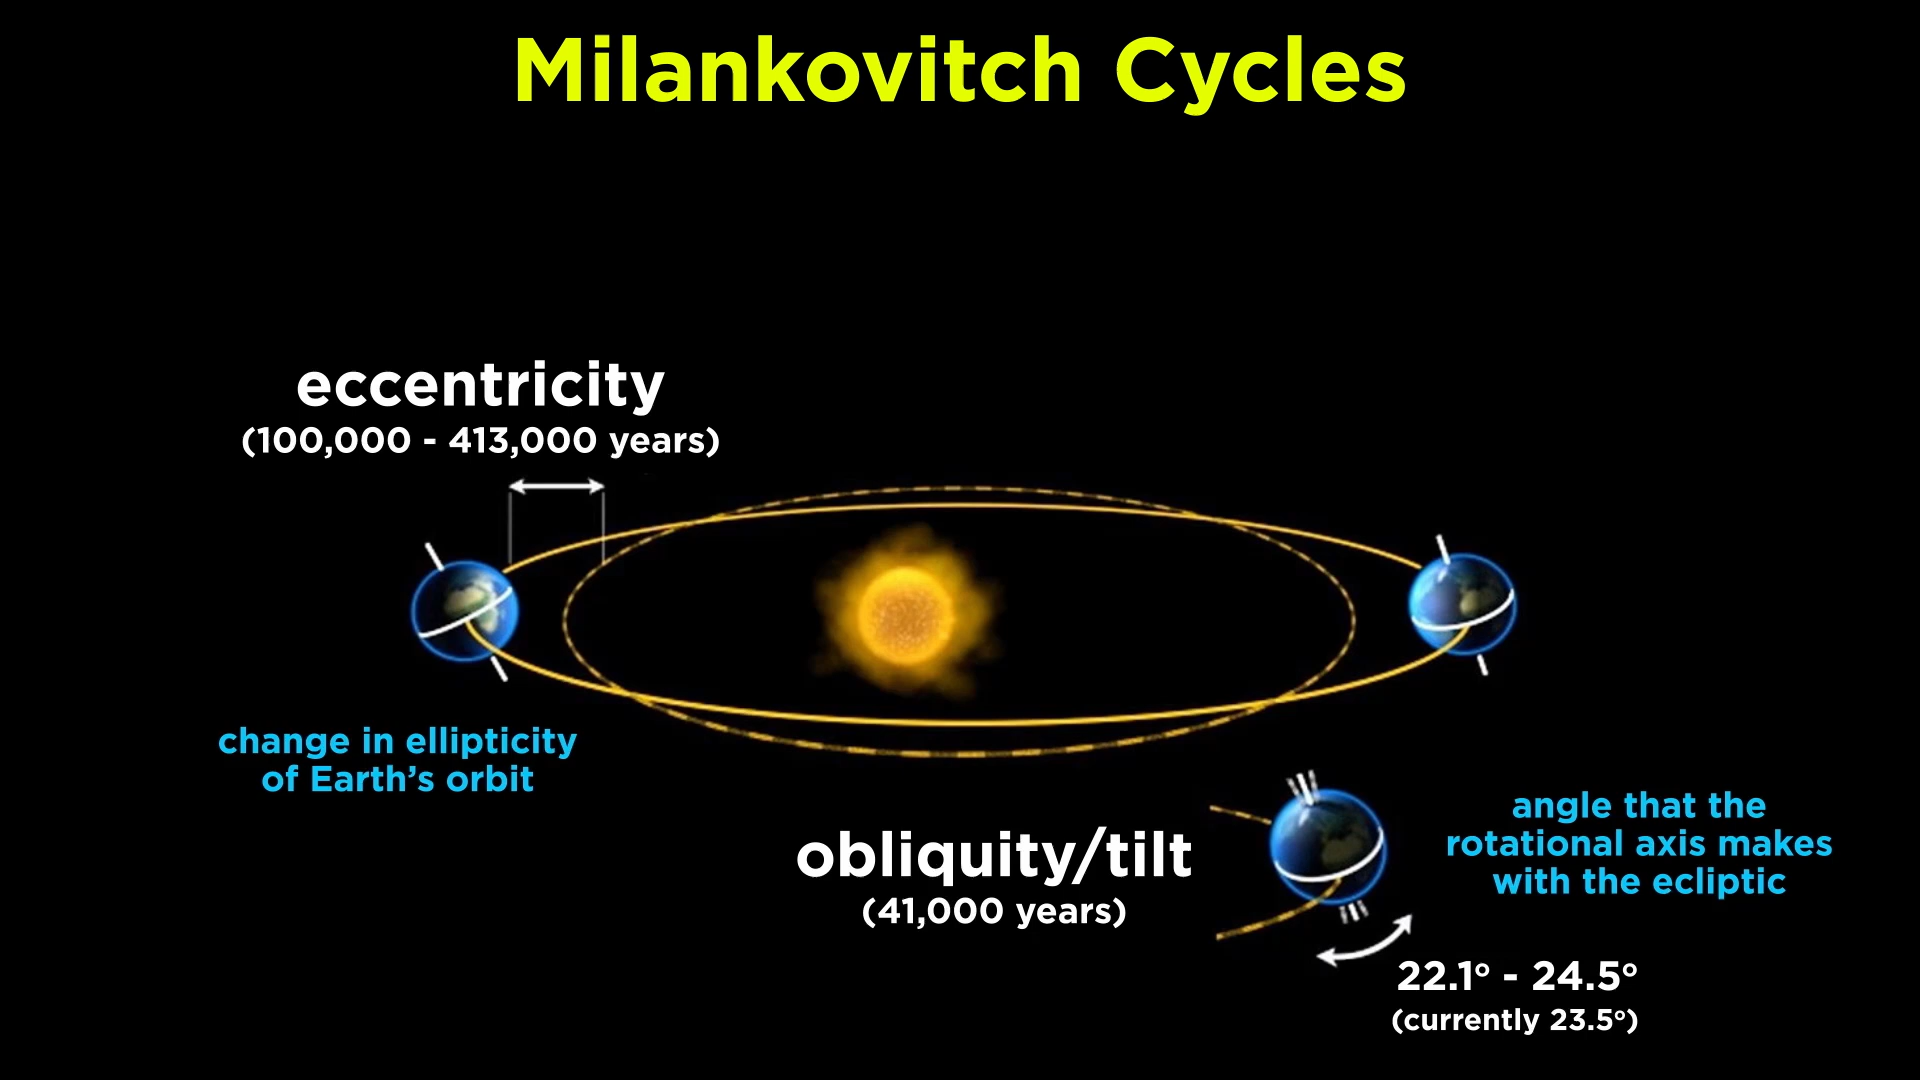 Milankovitch Cycles
eccentricity
(100,000 - 413,000 years)
change in ellipticity
of Earth’s orbit
obliquity/tilt
(41,000 years)
angle that the
rotational axis makes
with the ecliptic
22.1° - 24.5°
(currently 23.5°)